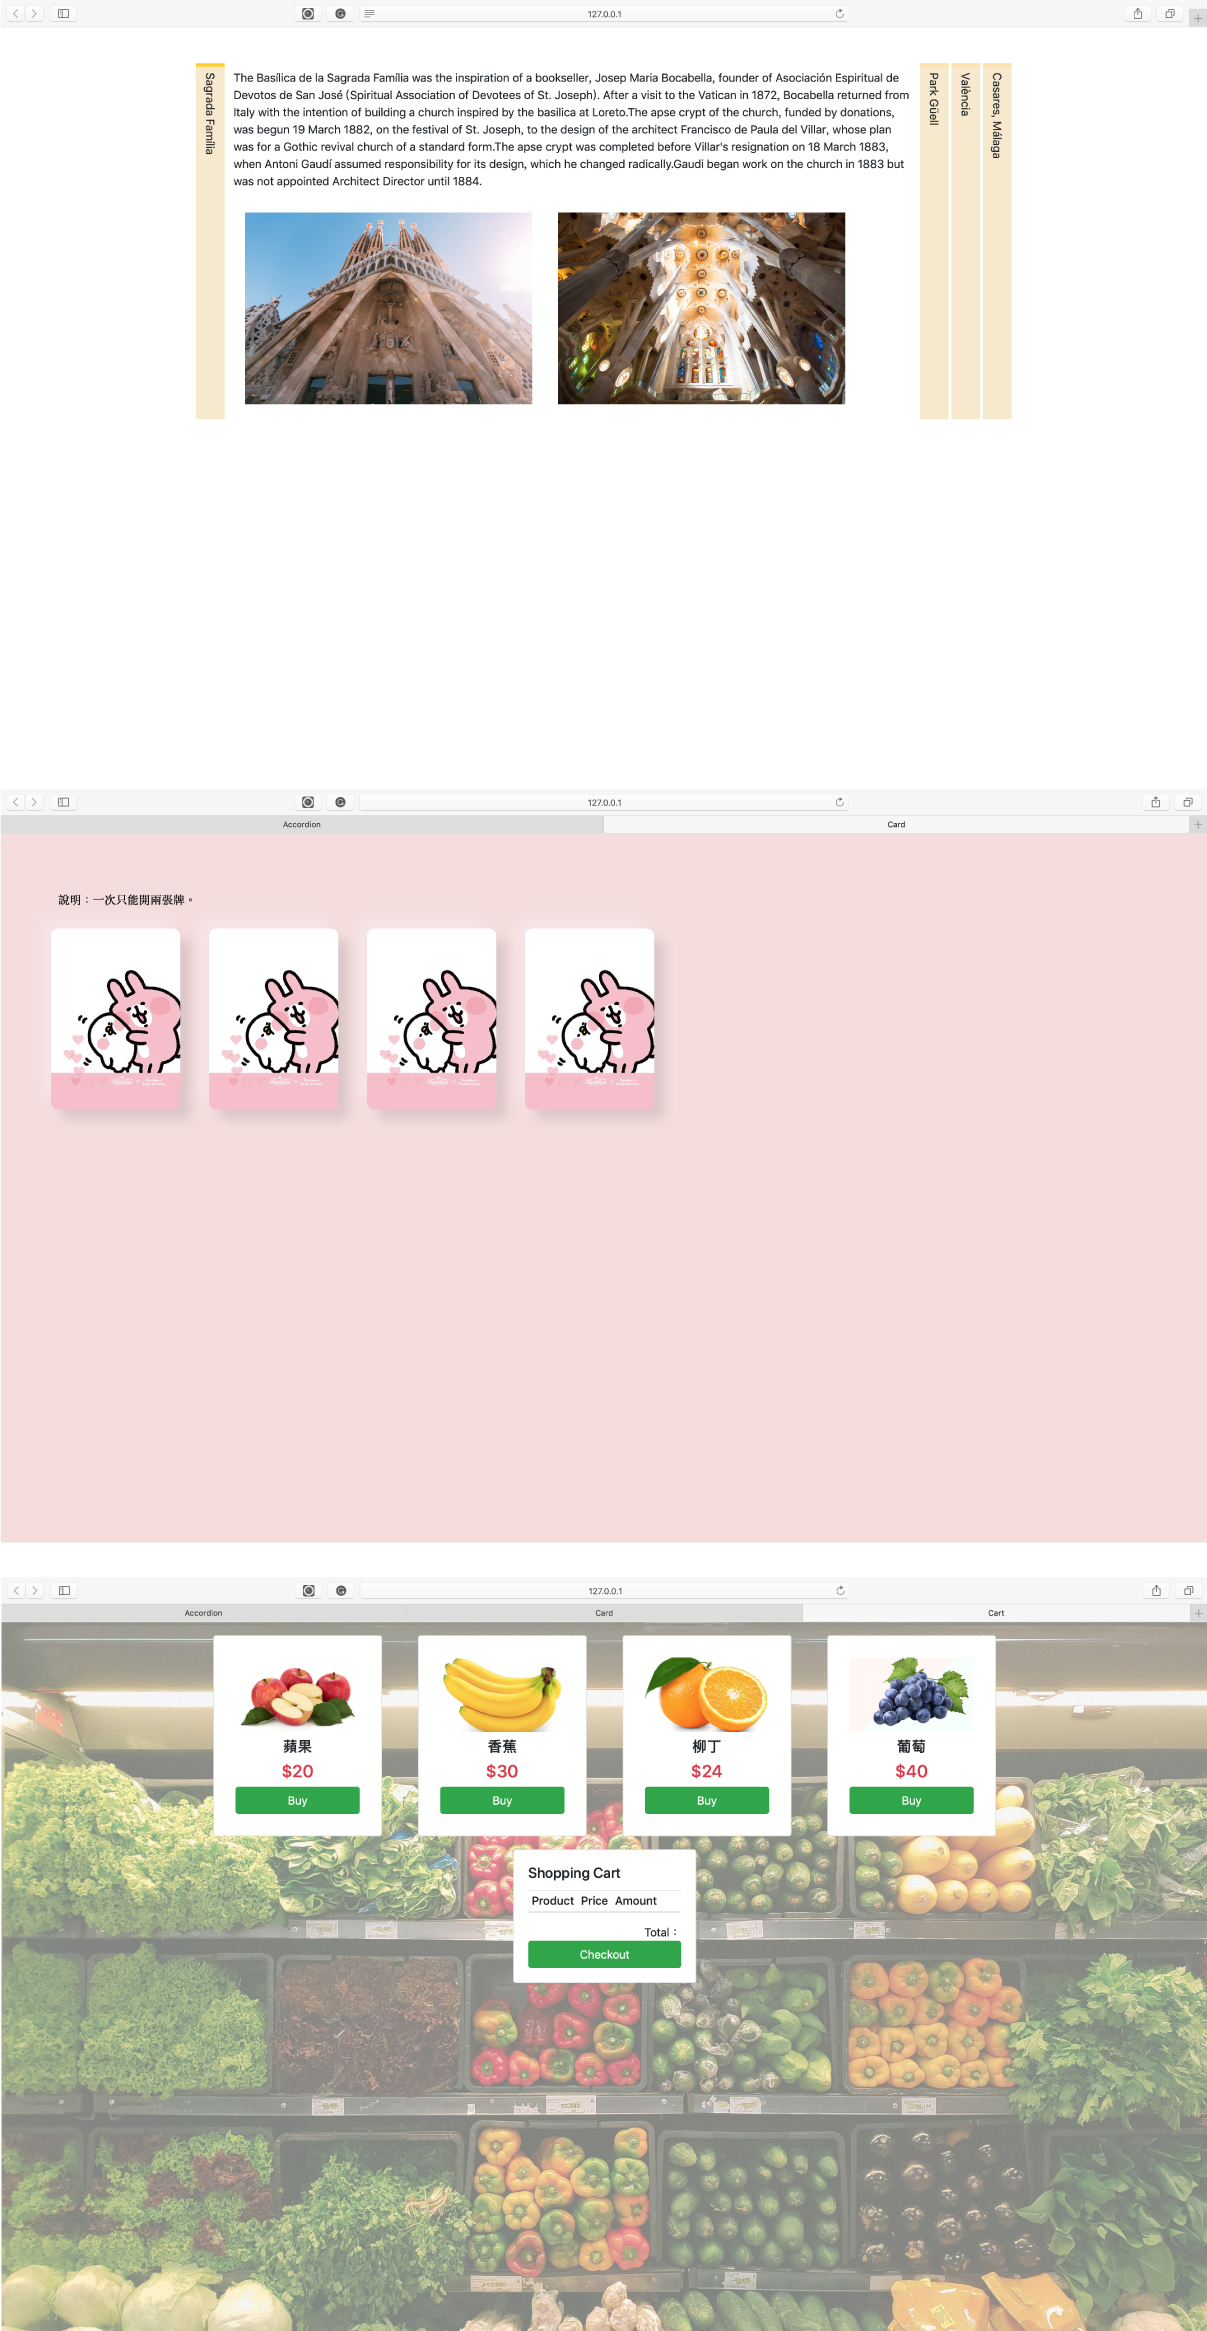 127.0.0.1
Sagrada Família
The Basílica de la Sagrada Família was the inspiration of a bookseller, Josep Maria Bocabella, founder of Asociación Espiritual de
Devotos de San José (Spiritual Association of Devotees of St. Joseph). After a visit to the Vatican in 1872, Bocabella returned from
Italy with the intention of building a church inspired by the basilica at Loreto.The apse crypt of the church, funded by donations,
was begun 19 March 1882, on the festival of St. Joseph, to the design of the architect Francisco de Paula del Villar, whose plan
was for a Gothic revival church of a standard form.The apse crypt was completed before Villar's resignation on 18 March 1883,
when Antoni Gaudí assumed responsibility for its design, which he changed radically.Gaudi began work on the church in 1883 but
was not appointed Architect Director until 1884.
Park Güell
València
Casares, Málaga
127.0.0.1
Accordion
Card
說明：一次只能開兩張牌。
127.0.0.1
Accordion
Card
Cart
蘋果
$20
Buy
香蕉
$30
Buy
柳丁
$24
Buy
葡萄
$40
Buy
Shopping Cart
Product Price Amount
Total：
Checkout